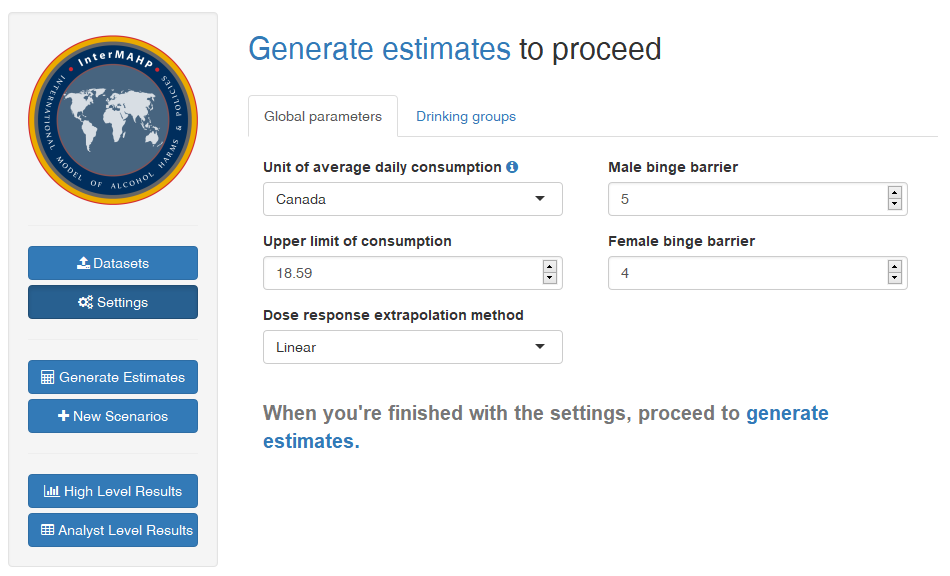 InterMAHP
INTERNATIONAL MODEL OF ALCOHOL HARMS & POLICIES
Datasets
Settings
Generate Estimates
New Scenarios
High Level Results
Analyst Level Results
Generate estimates to proceed
Global parameters
Drinking groups
Unit of average daily consumption
Male binge barrier
Canada
5
Upper limit of consumption
Female binge barrier
18.59
4
Dose response extrapolation method
Linear
When you're finished with the settings, proceed to generate
estimates.